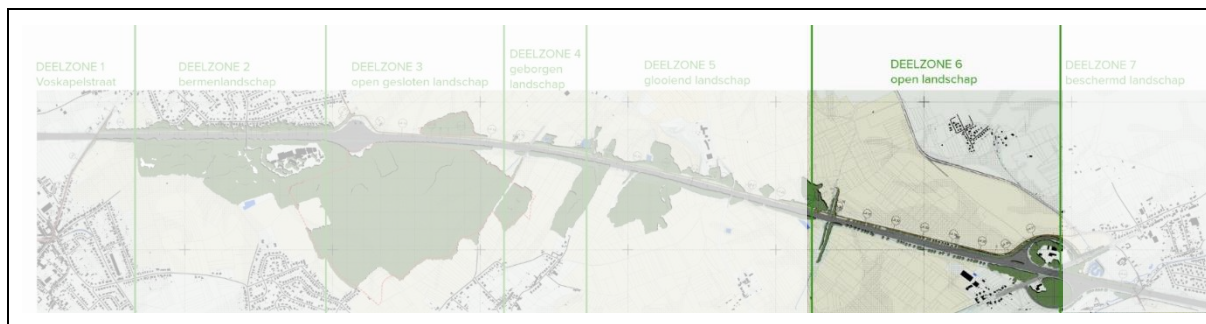 DEELZONE 1
Voskapelstraat
DEELZONE 2
bermenlandschap
DEELZONE 3
open gesloten landschap
DEELZONE 4
geborgen
landschap
DEELZONE 5
glooiend landschap
DEELZONE 6
open landschap
DEELZONE 7
beschermd landschap